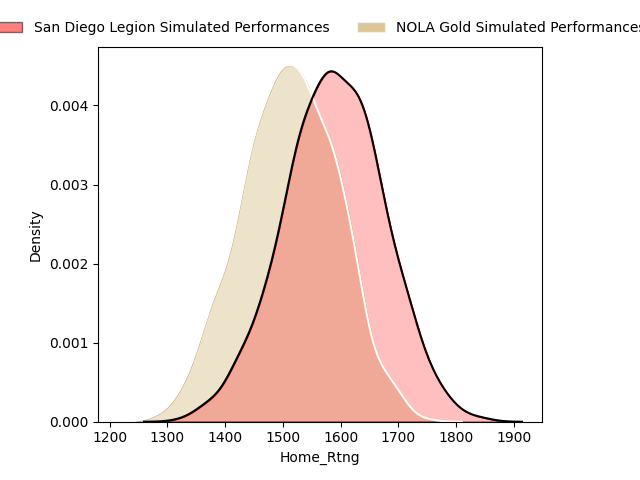 San Diego Legion Simulated Performances
NOLA Gold Simulated Performances
0.004
0.003
0.002
0.001
0.000
Density
1200 1300 1400 1500 1600 1700 1800 1900
Home_Rtng